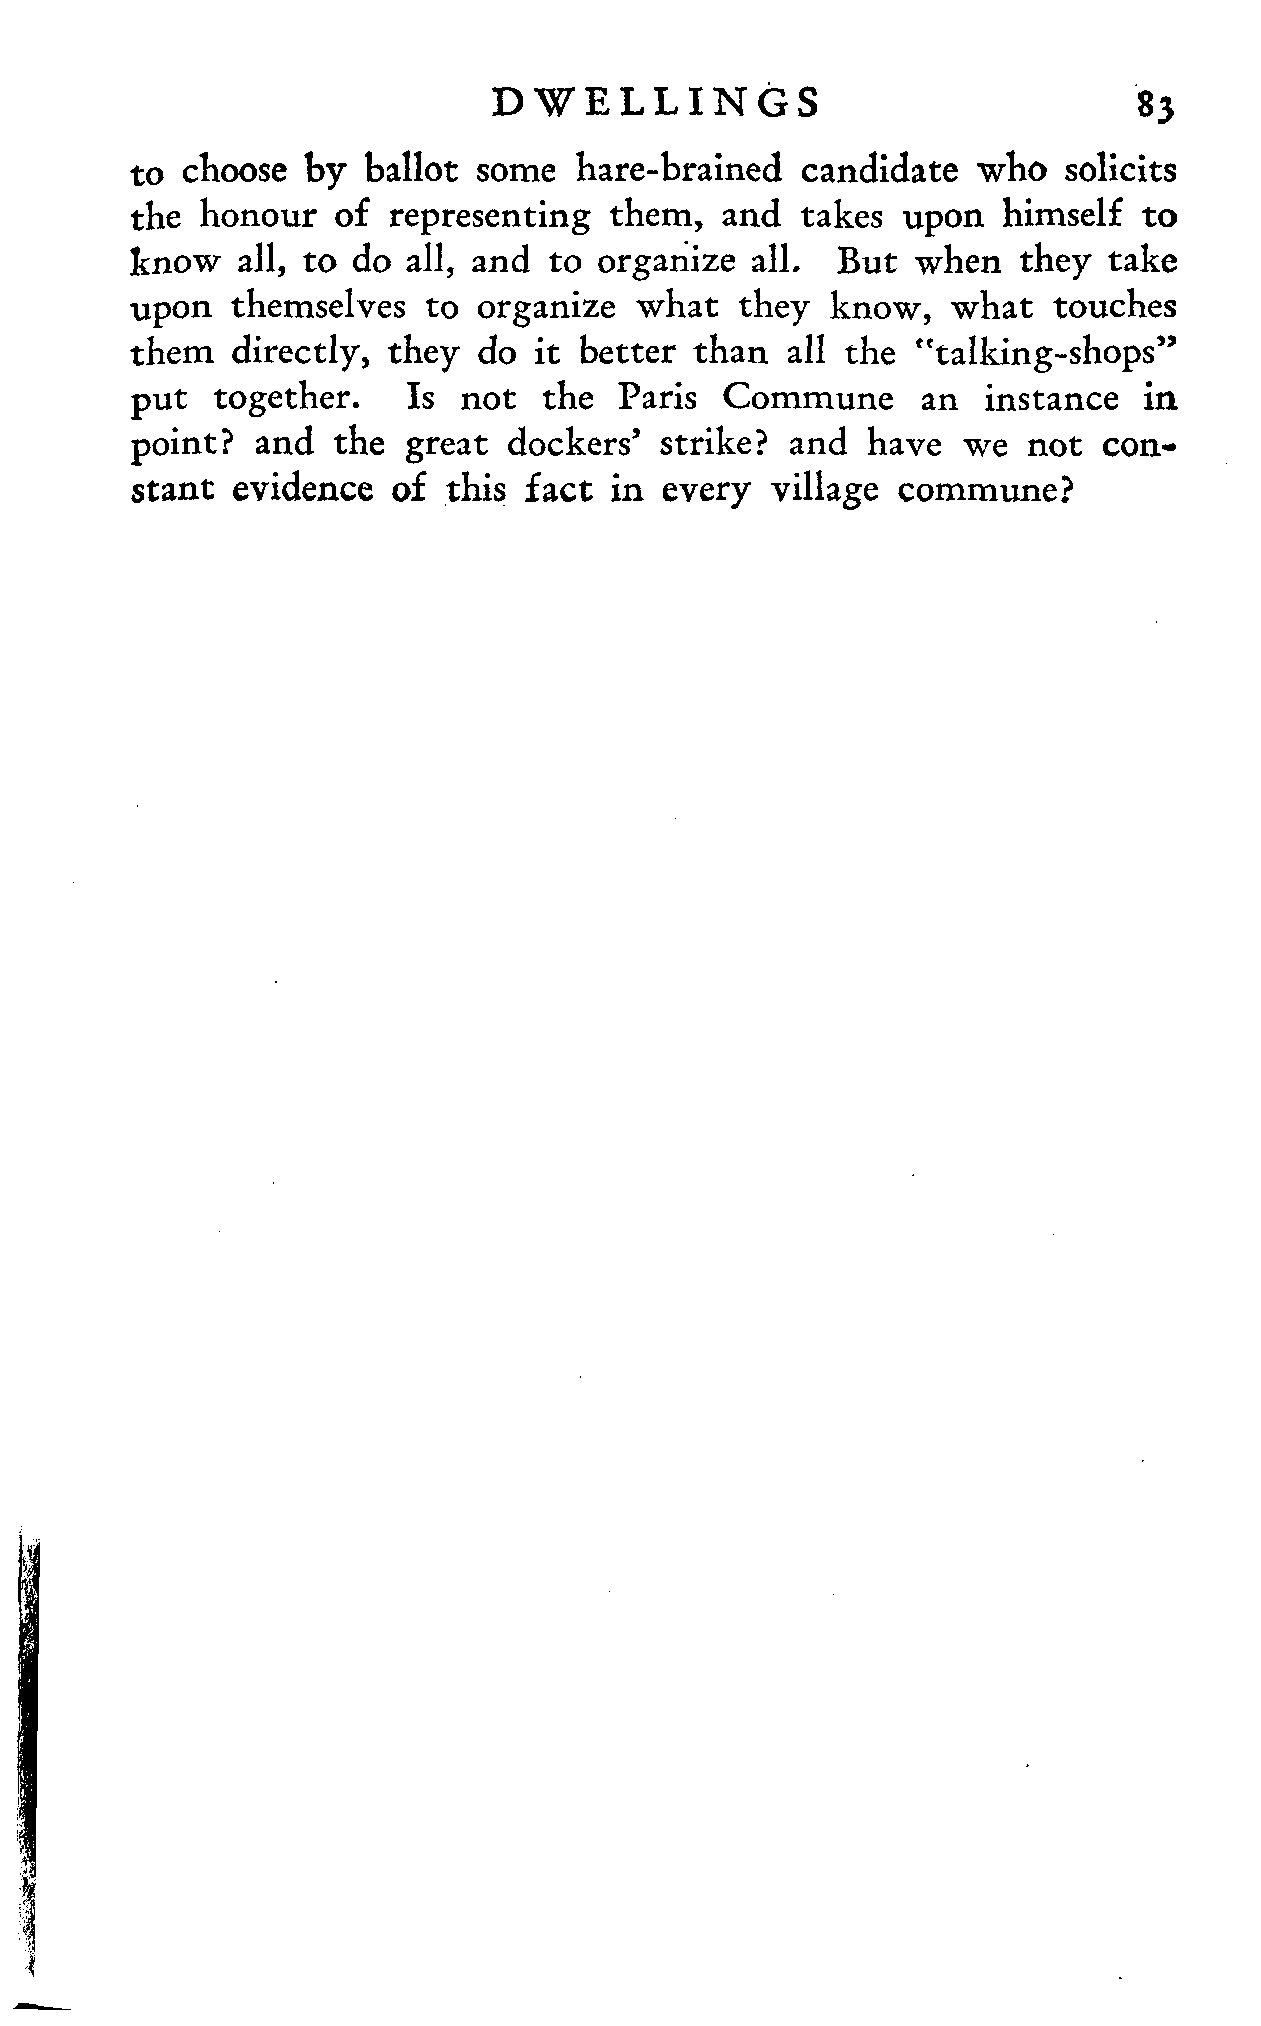 DWELLINGS 83
to choose by ballot some hare-brained candidate who solicits
the honour of representing them, and takes upon himself to
know all, to do all, and to organize all. But when they take
upon themselves to organize what they know, what touches
them directly, they do it better than all the "talking-shops"
put together. Is not the Paris Commune an instance in
point? and the great dockers' strike? and have we not con-
stant evidence of this fact in every village commune?